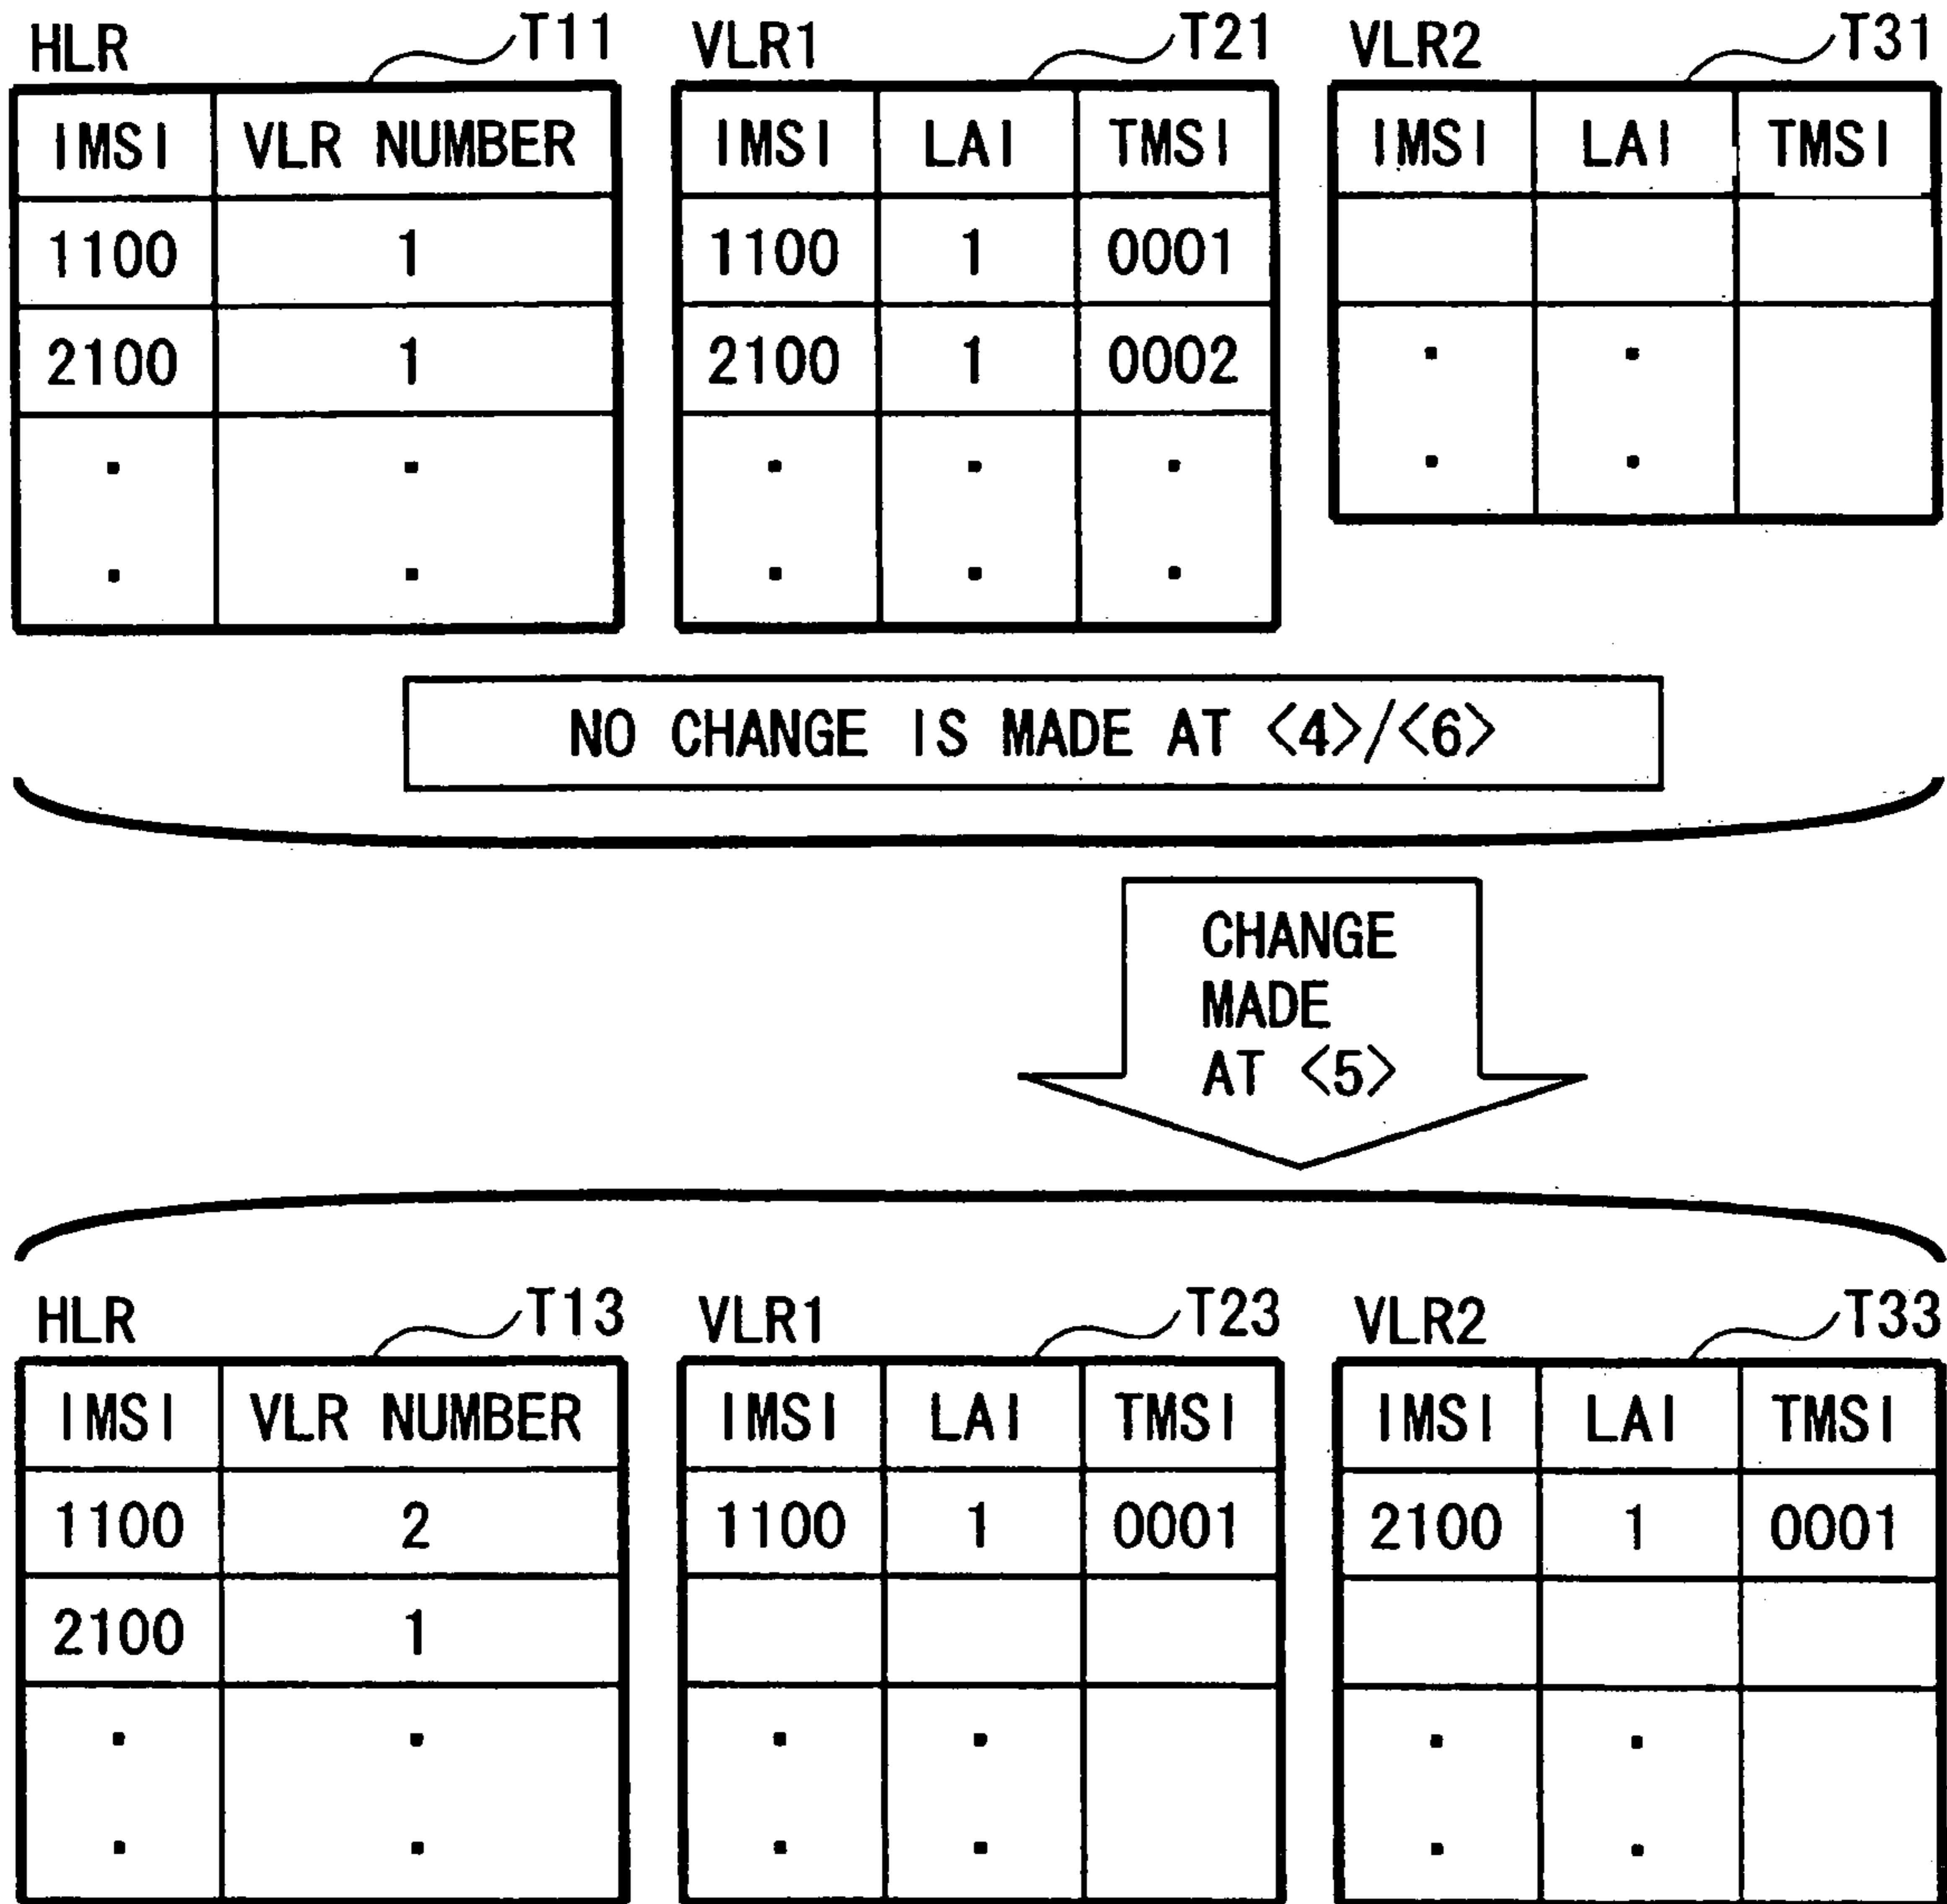 HLR T11 VLR1 T21 VLR2 T31
IMSI VLR NUMBER IMSI LAI TMSI IMSI LAI TMSI
1100 1 1100 1 0001
2100 1 2100 1 0002
NO CHANGE IS MADE AT <4>/<6>
CHANGE
MADE
AT <5>
HLR T13 VLR1 T23 VLR2 T33
IMSI VLR NUMBER IMSI LAI TMSI IMSI LAI TMSI
1100 2 1100 1 0001 2100 1 0001
2100 1